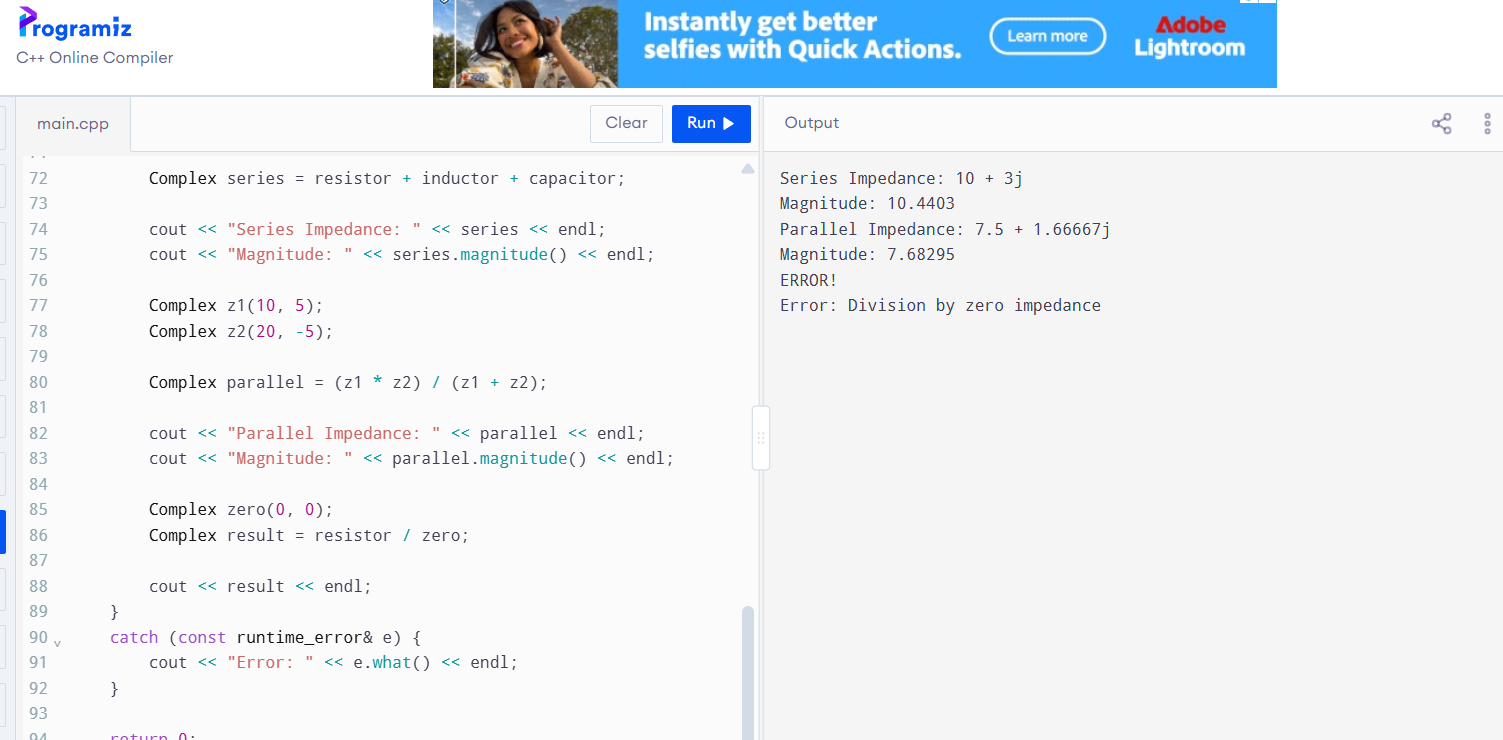 Programiz
C++ Online Compiler
Instantly get better
selfies with Quick Actions.
Learn more
Adobe
Lightroom
main.cpp
Clear
Run
Output
72 Complex series = resistor + inductor + capacitor;
73
74 cout << "Series Impedance: " << series << endl;
75 cout << "Magnitude: " << series.magnitude() << endl;
76
77 Complex z1(10, 5);
78 Complex z2(20, -5);
79
80 Complex parallel = (z1 * z2) / (z1 + z2);
81
82 cout << "Parallel Impedance: " << parallel << endl;
83 cout << "Magnitude: " << parallel.magnitude() << endl;
84
85 Complex zero(0, 0);
86 Complex result = resistor / zero;
87
88 cout << result << endl;
89 }
90 catch (const runtime_error& e) {
91 cout << "Error: " << e.what() << endl;
92 }
93
94 return 0;
Series Impedance: 10 + 3j
Magnitude: 10.4403
Parallel Impedance: 7.5 + 1.66667j
Magnitude: 7.68295
ERROR!
Error: Division by zero impedance